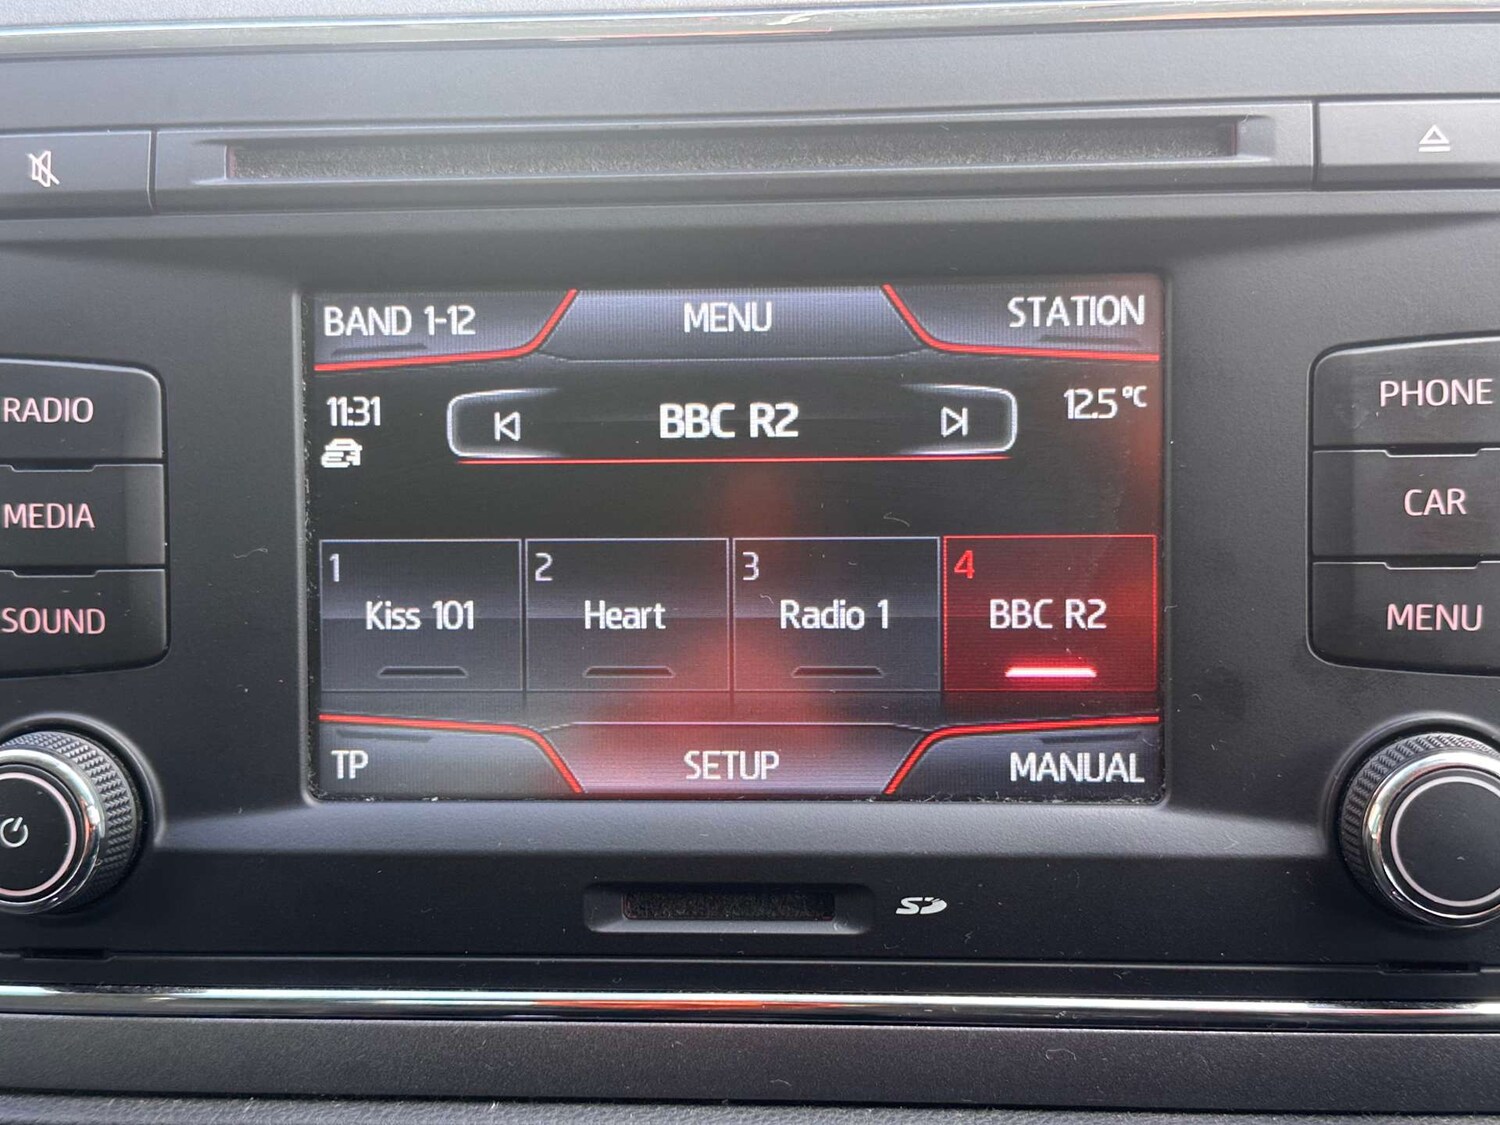 BAND 1-12 MENU STATION
11:31 BBC R2 12.5°C
1 2 3 4
Kiss 101 Heart Radio 1 BBC R2
TP SETUP MANUAL
RADIO
MEDIA
SOUND
PHONE
CAR
MENU
SD